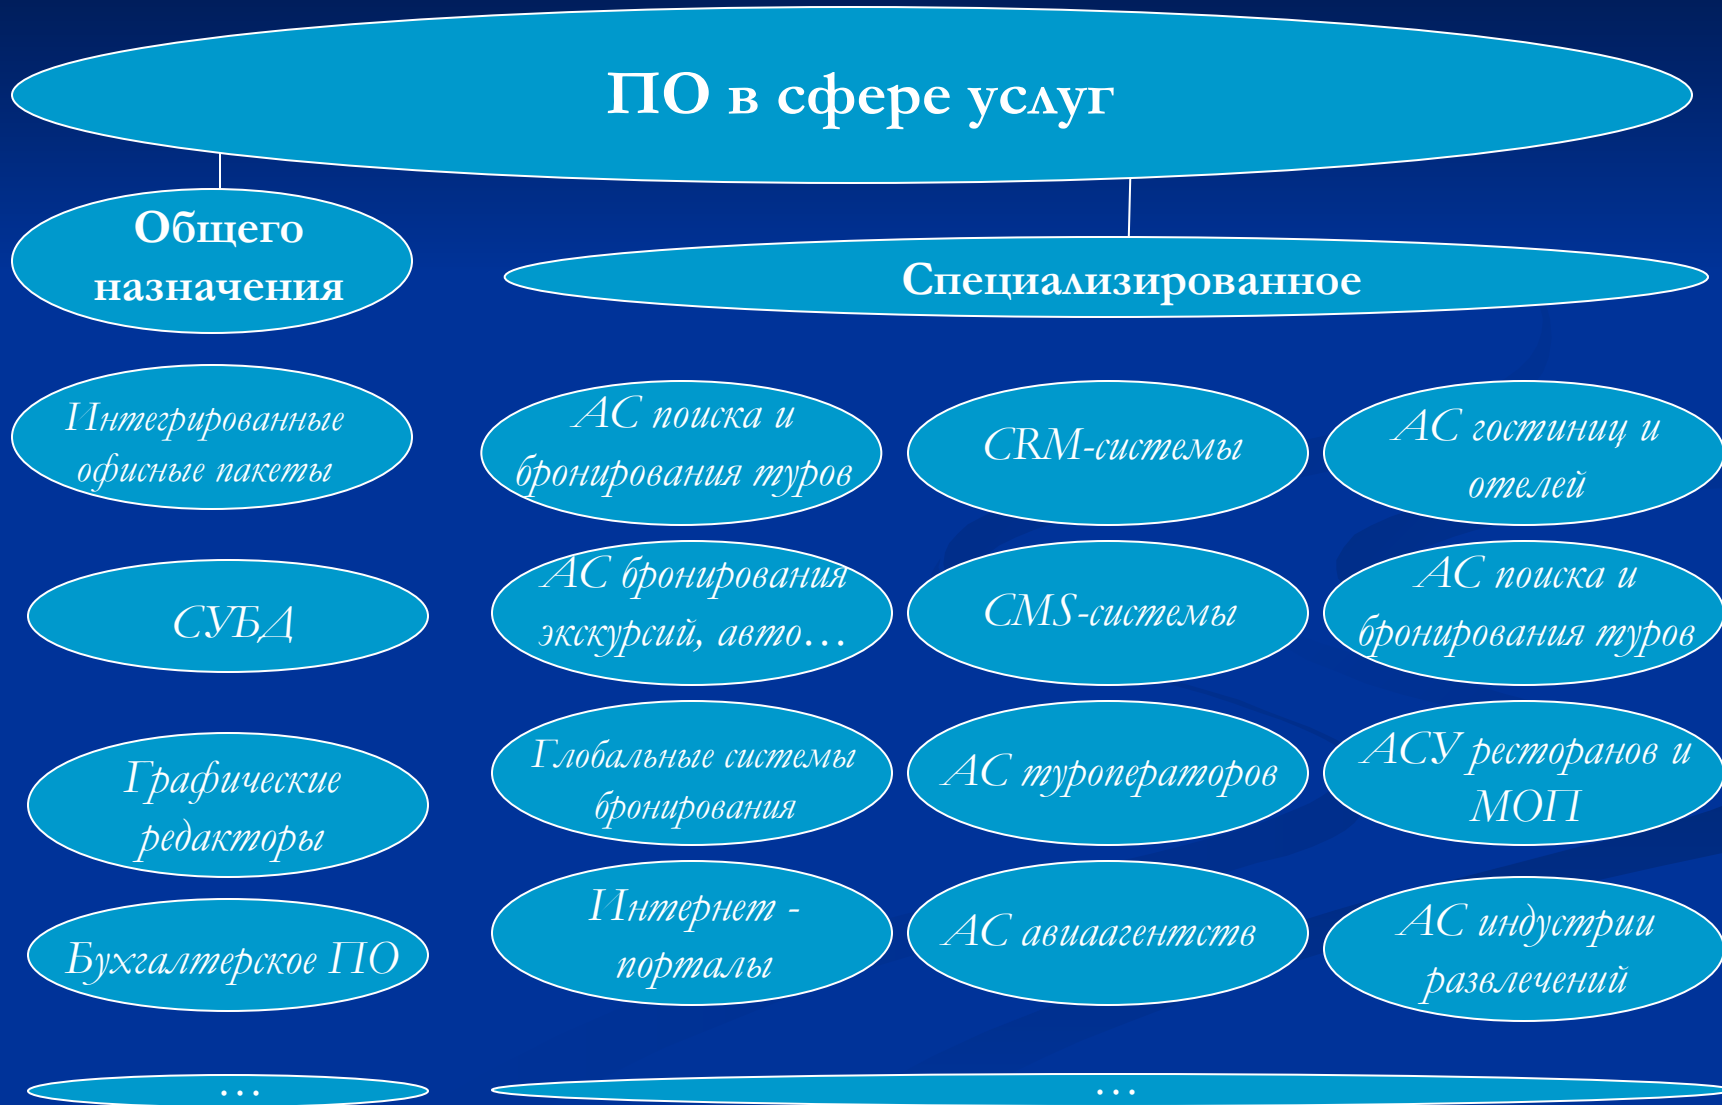 ПО в сфере услуг
Общего
назначения
Специализированное
Интегрированные
офисные пакеты
СУБД
Графические
редакторы
Бухгалтерское ПО
…
АС поиска и
бронирования туров
АС бронирования
экскурсий, авто…
Глобальные системы
бронирования
Интернет -
порталы
CRM-системы
CMS-системы
АС туроператоров
АС авиаагентств
АС гостиниц и
отелей
АС поиска и
бронирования туров
АСУ ресторанов и
МОП
АС индустрии
развлечений
…